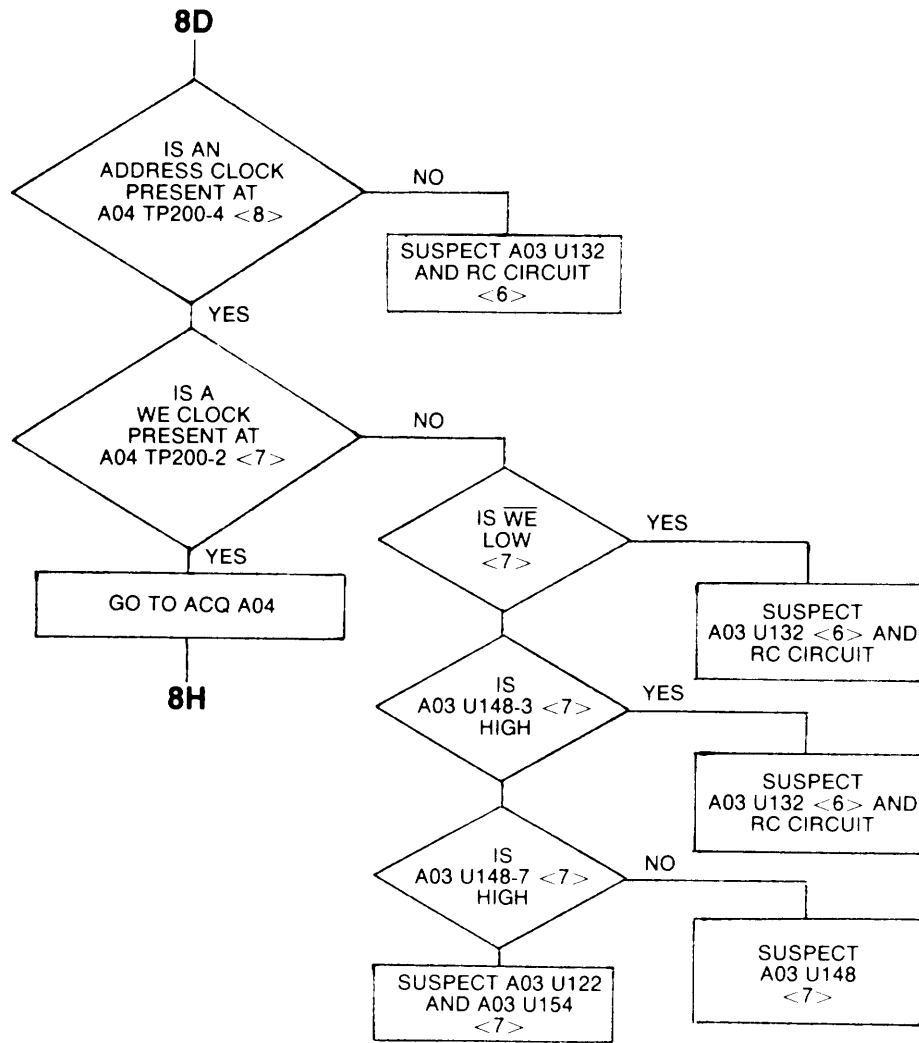 8D
IS AN
ADDRESS CLOCK
PRESENT AT
A04 TP200-4 <8>
NO
SUSPECT A03 U132
AND RC CIRCUIT
<6>
YES
IS A
WE CLOCK
PRESENT AT
A04 TP200-2 <7>
NO
YES
GO TO ACQ A04
8H
IS W̅E̅
LOW
<7>
YES
SUSPECT
A03 U132 <6> AND
RC CIRCUIT
IS
A03 U148-3 <7>
HIGH
YES
SUSPECT
A03 U132 <6> AND
RC CIRCUIT
IS
A03 U148-7 <7>
HIGH
NO
SUSPECT
A03 U148
<7>
SUSPECT A03 U122
AND A03 U154
<7>